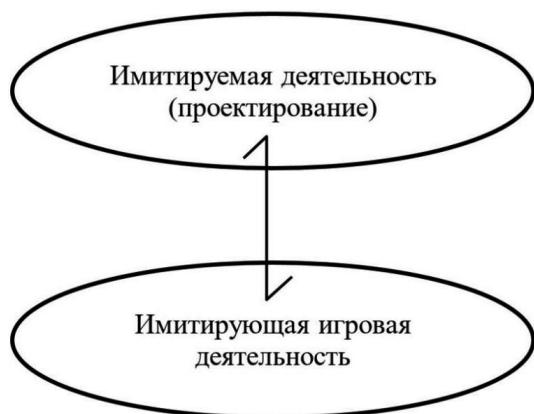 Имитируемая деятельность
(проектирование)
Имитирующая игровая
деятельность